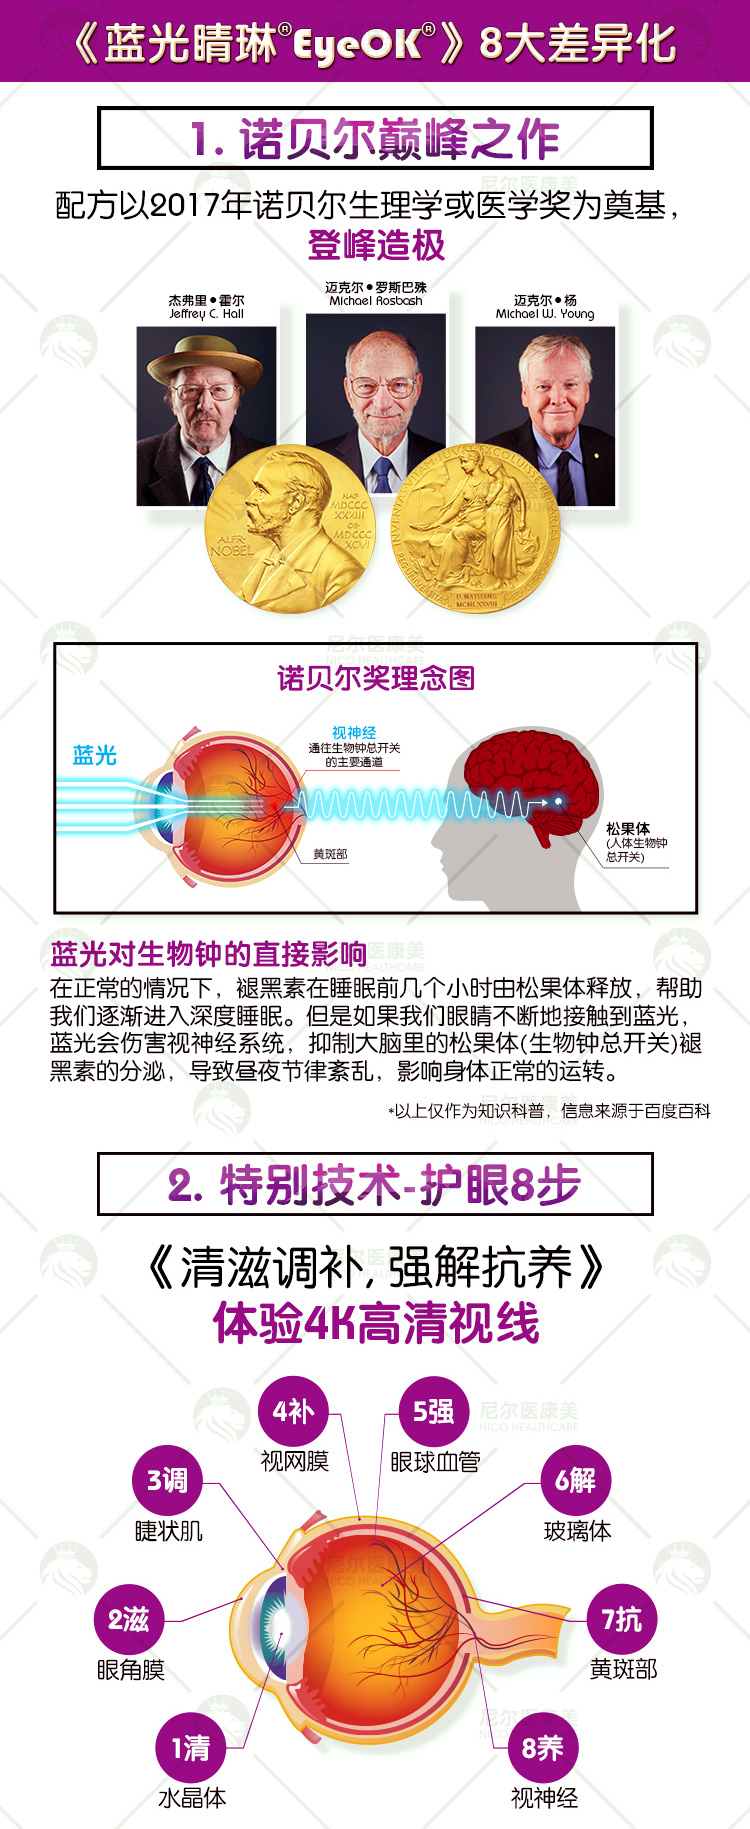 《蓝光睛琳®EyeOK®》8大差异化
1. 诺贝尔巅峰之作
配方以2017年诺贝尔生理学或医学奖为奠基，
登峰造极
杰弗里●霍尔
Jeffrey C. Hall
迈克尔●罗斯巴殊
Michael Rosbash
迈克尔●杨
Michael W. Young
ALFR·
NOBEL
NAT·
MDCCC
XXXIII
OB·
MDCCC
XCVI
尼尔医康美
NICO HEALTHCARE
诺贝尔奖理念图
蓝光
视神经
通往生物钟总开关
的主要通道
黄斑部
松果体
(人体生物钟
总开关)
蓝光对生物钟的直接影响
在正常的情况下，褪黑素在睡眠前几个小时由松果体释放，帮助
我们逐渐进入深度睡眠。但是如果我们眼睛不断地接触到蓝光，
蓝光会伤害视神经系统，抑制大脑里的松果体(生物钟总开关)褪
黑素的分泌，导致昼夜节律紊乱，影响身体正常的运转。
*以上仅作为知识科普，信息来源于百度百科
2. 特别技术-护眼8步
《清滋调补, 强解抗养》
体验4K高清视线
4补
视网膜
5强
眼球血管
尼尔医康美
NICO HEALTHCARE
3调
睫状肌
6解
玻璃体
2滋
眼角膜
7抗
黄斑部
1清
水晶体
8养
视神经